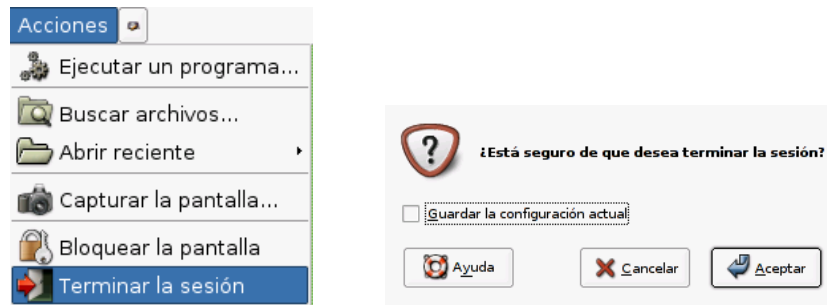 Acciones
Ejecutar un programa...
Buscar archivos...
Abrir reciente
Capturar la pantalla...
Bloquear la pantalla
Terminar la sesión
¿Está seguro de que desea terminar la sesión?
Guardar la configuración actual
Ayuda
Cancelar
Aceptar